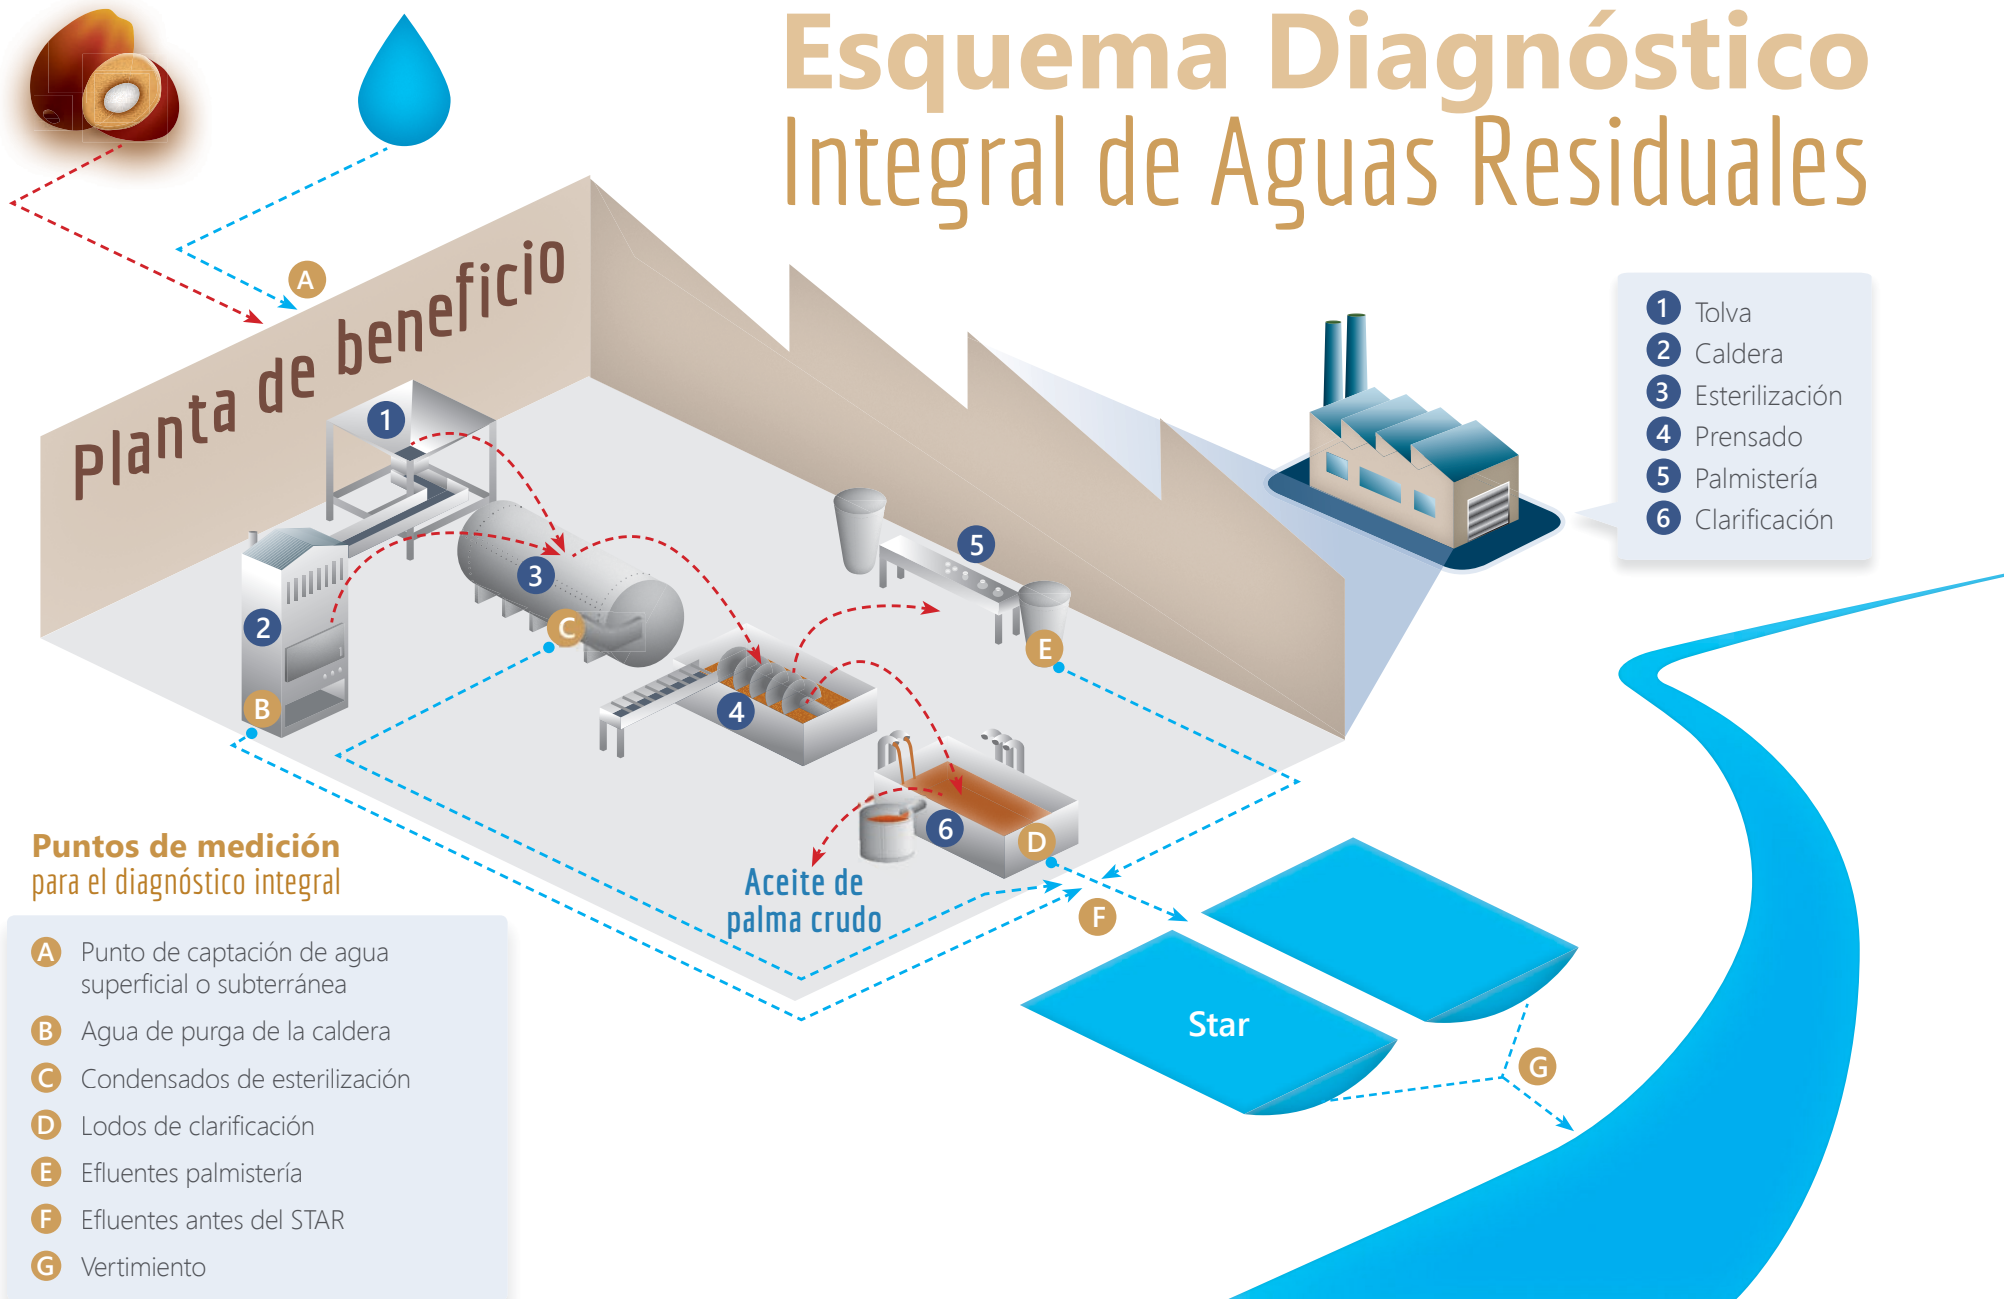 Esquema Diagnóstico
Integral de Aguas Residuales
A
Planta de beneficio
1 Tolva
2 Caldera
3 Esterilización
4 Prensado
5 Palmistería
6 Clarificación
1
5
3
2
C
E
B
4
6
D
Aceite de
palma crudo
F
Star
G
Puntos de medición
para el diagnóstico integral
A Punto de captación de agua
superficial o subterránea
B Agua de purga de la caldera
C Condensados de esterilización
D Lodos de clarificación
E Efluentes palmistería
F Efluentes antes del STAR
G Vertimiento